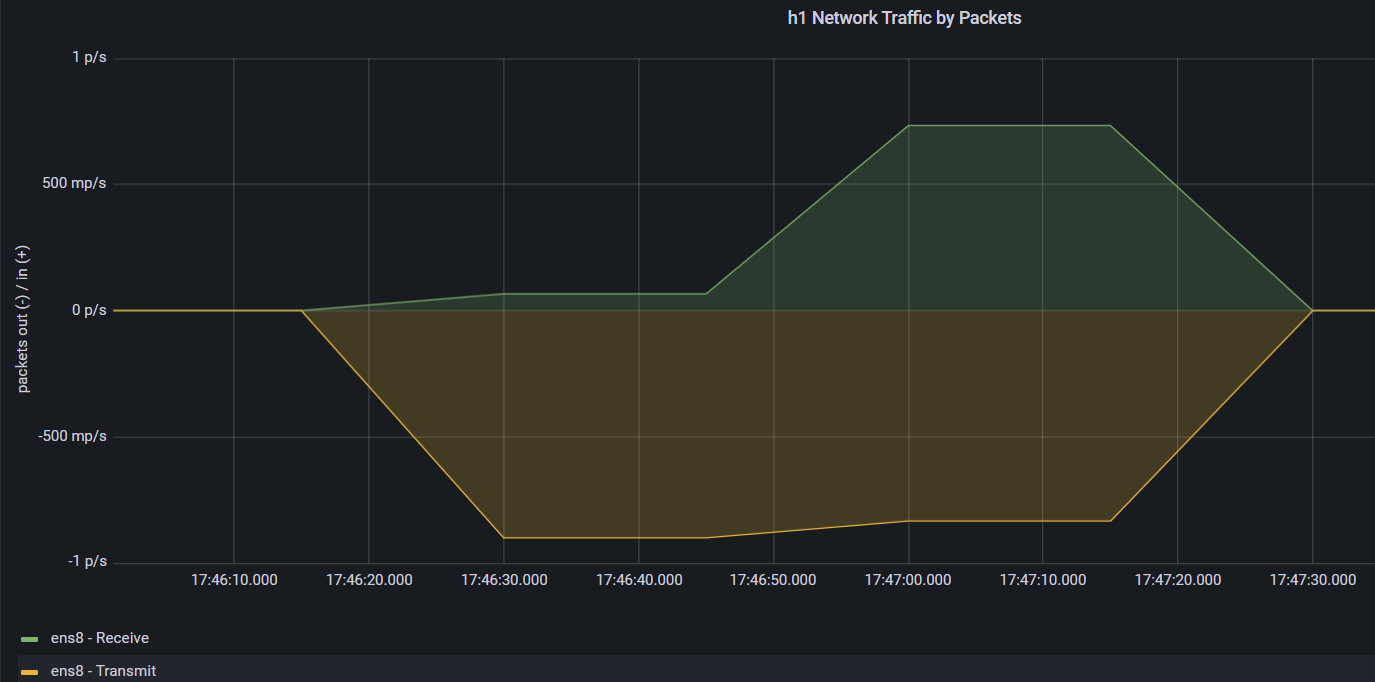 h1 Network Traffic by Packets
1 p/s
500 mp/s
0 p/s
-500 mp/s
-1 p/s
packets out (-) / in (+)
17:46:10.000 17:46:20.000 17:46:30.000 17:46:40.000 17:46:50.000 17:47:00.000 17:47:10.000 17:47:20.000 17:47:30.000
ens8 - Receive
ens8 - Transmit